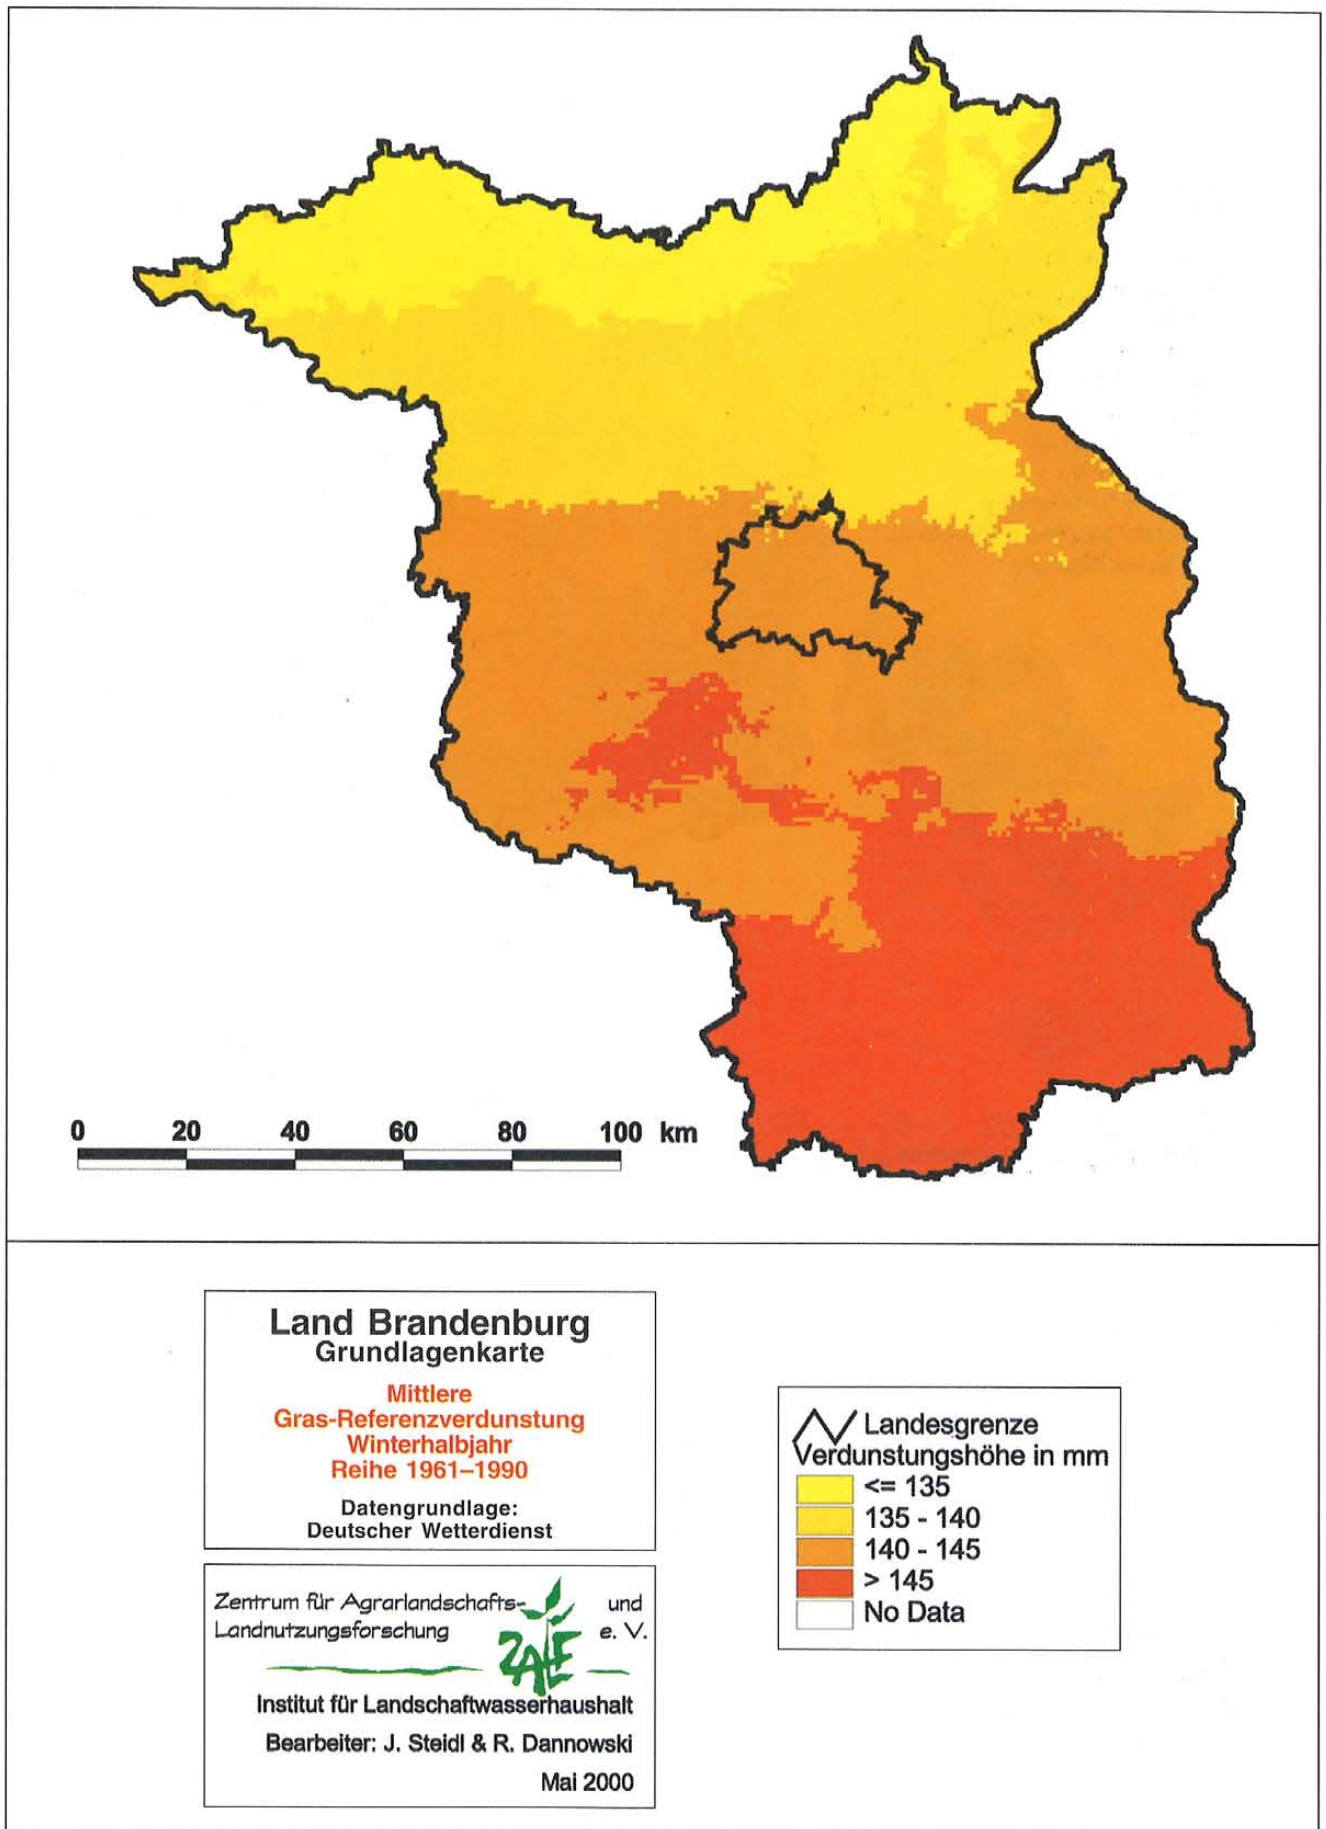 0 20 40 60 80 100 km
Land Brandenburg
Grundlagenkarte
Mittlere
Gras-Referenzverdunstung
Winterhalbjahr
Reihe 1961–1990
Datengrundlage:
Deutscher Wetterdienst
Zentrum für Agrarlandschafts- und
Landnutzungsforschung e. V.
ZALF
Institut für Landschaftwasserhaushalt
Bearbeiter: J. Steidl & R. Dannowski
Mai 2000
Landesgrenze
Verdunstungshöhe in mm
<= 135
135 - 140
140 - 145
> 145
No Data